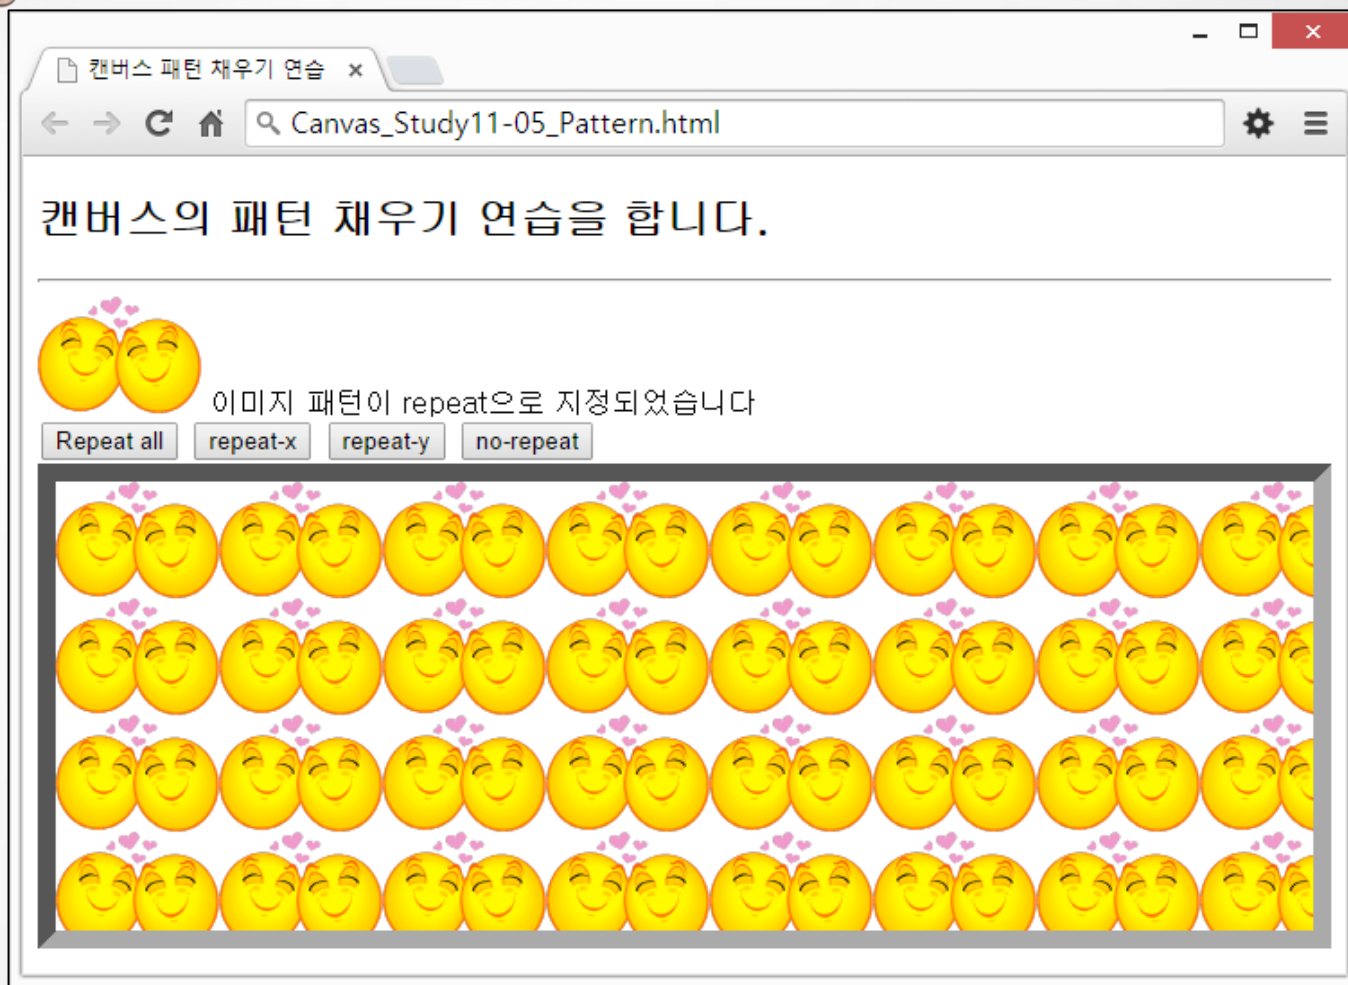 캔버스 패턴 채우기 연습
Canvas_Study11-05_Pattern.html
캔버스의 패턴 채우기 연습을 합니다.
이미지 패턴이 repeat으로 지정되었습니다
Repeat all repeat-x repeat-y no-repeat